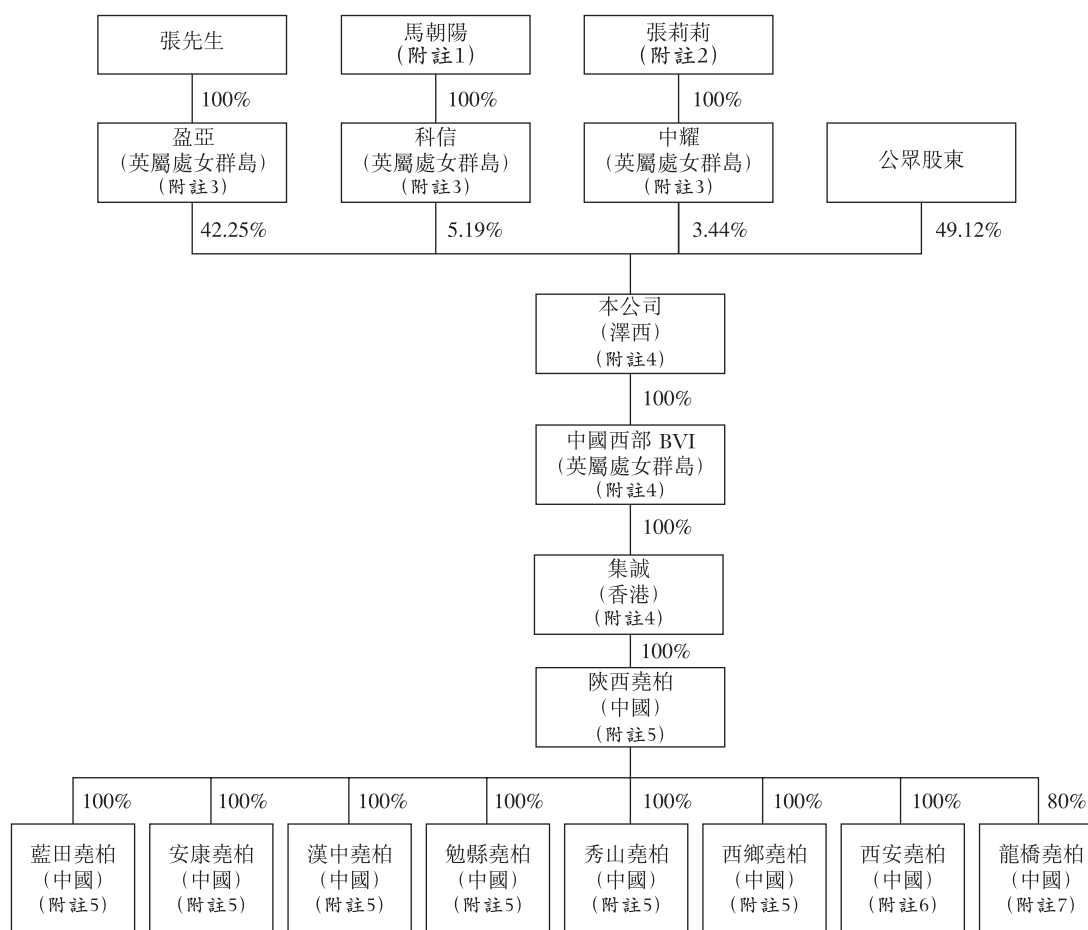 張先生
馬朝陽
(附註1)
張莉莉
(附註2)
100%
100%
100%
盈亞
(英屬處女群島)
(附註3)
科信
(英屬處女群島)
(附註3)
中耀
(英屬處女群島)
(附註3)
公眾股東
42.25%
5.19%
3.44%
49.12%
本公司
(澤西)
(附註4)
100%
中國西部 BVI
(英屬處女群島)
(附註4)
100%
集誠
(香港)
(附註4)
100%
陝西堯柏
(中國)
(附註5)
100%
100%
100%
100%
100%
100%
100%
80%
藍田堯柏
(中國)
(附註5)
安康堯柏
(中國)
(附註5)
漢中堯柏
(中國)
(附註5)
勉縣堯柏
(中國)
(附註5)
秀山堯柏
(中國)
(附註5)
西鄉堯柏
(中國)
(附註5)
西安堯柏
(中國)
(附註6)
龍橋堯柏
(中國)
(附註7)